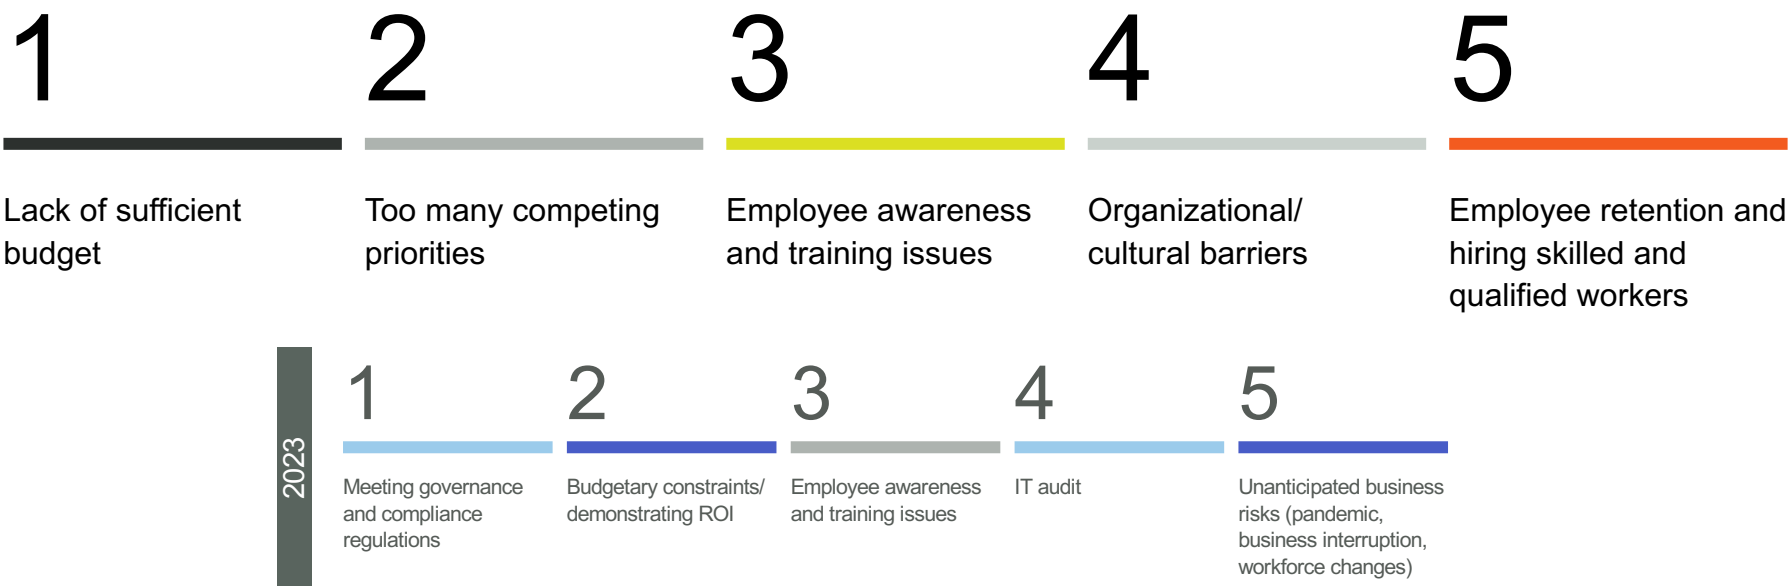 1
Lack of sufficient
budget
2
Too many competing
priorities
3
Employee awareness
and training issues
4
Organizational/
cultural barriers
5
Employee retention and
hiring skilled and
qualified workers
2023
1
Meeting governance
and compliance
regulations
2
Budgetary constraints/
demonstrating ROI
3
Employee awareness
and training issues
4
IT audit
5
Unanticipated business
risks (pandemic,
business interruption,
workforce changes)